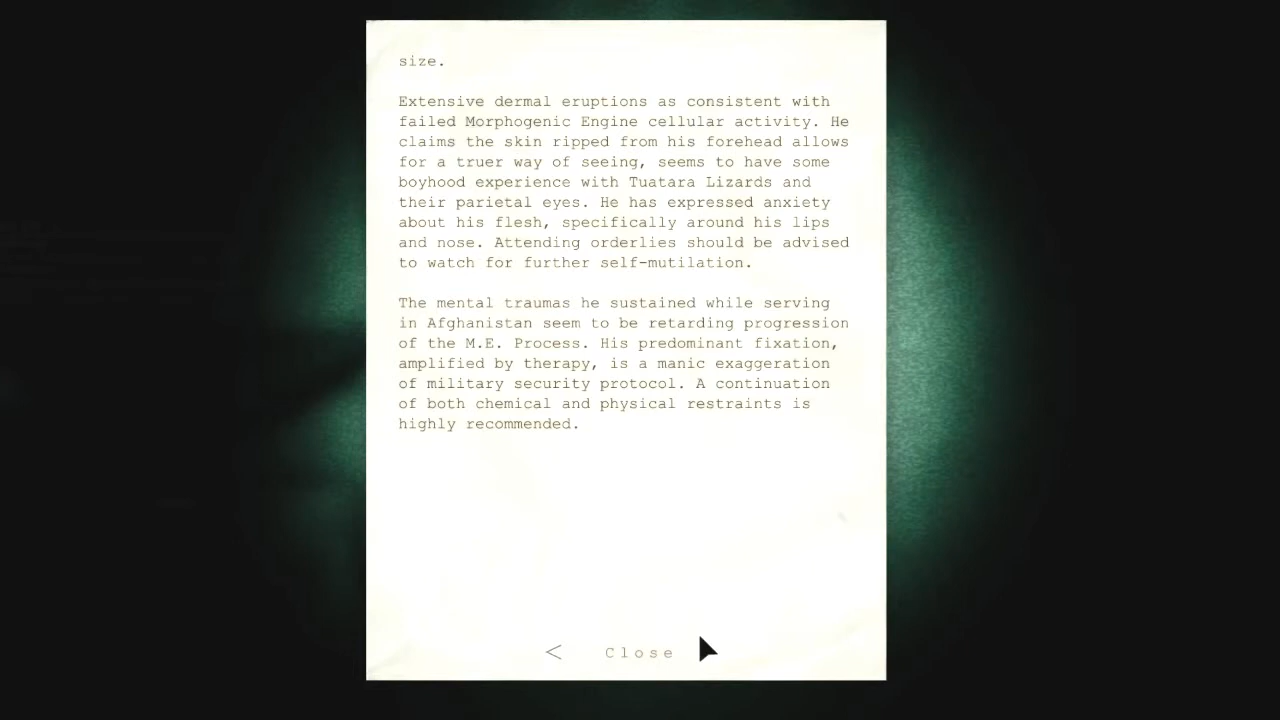 size.
Extensive dermal eruptions as consistent with
failed Morphogenic Engine cellular activity. He
claims the skin ripped from his forehead allows
for a truer way of seeing, seems to have some
boyhood experience with Tuatara Lizards and
their parietal eyes. He has expressed anxiety
about his flesh, specifically around his lips
and nose. Attending orderlies should be advised
to watch for further self-mutilation.
The mental traumas he sustained while serving
in Afghanistan seem to be retarding progression
of the M.E. Process. His predominant fixation,
amplified by therapy, is a manic exaggeration
of military security protocol. A continuation
of both chemical and physical restraints is
highly recommended.
< Close